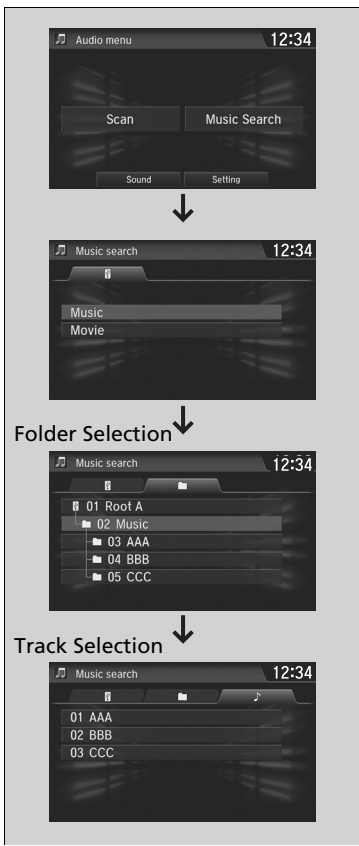 Audio menu 12:34
Scan Music Search
Sound Setting
Music search 12:34
Music
Movie
Folder Selection
Music search 12:34
01 Root A
02 Music
03 AAA
04 BBB
05 CCC
Track Selection
Music search 12:34
01 AAA
02 BBB
03 CCC